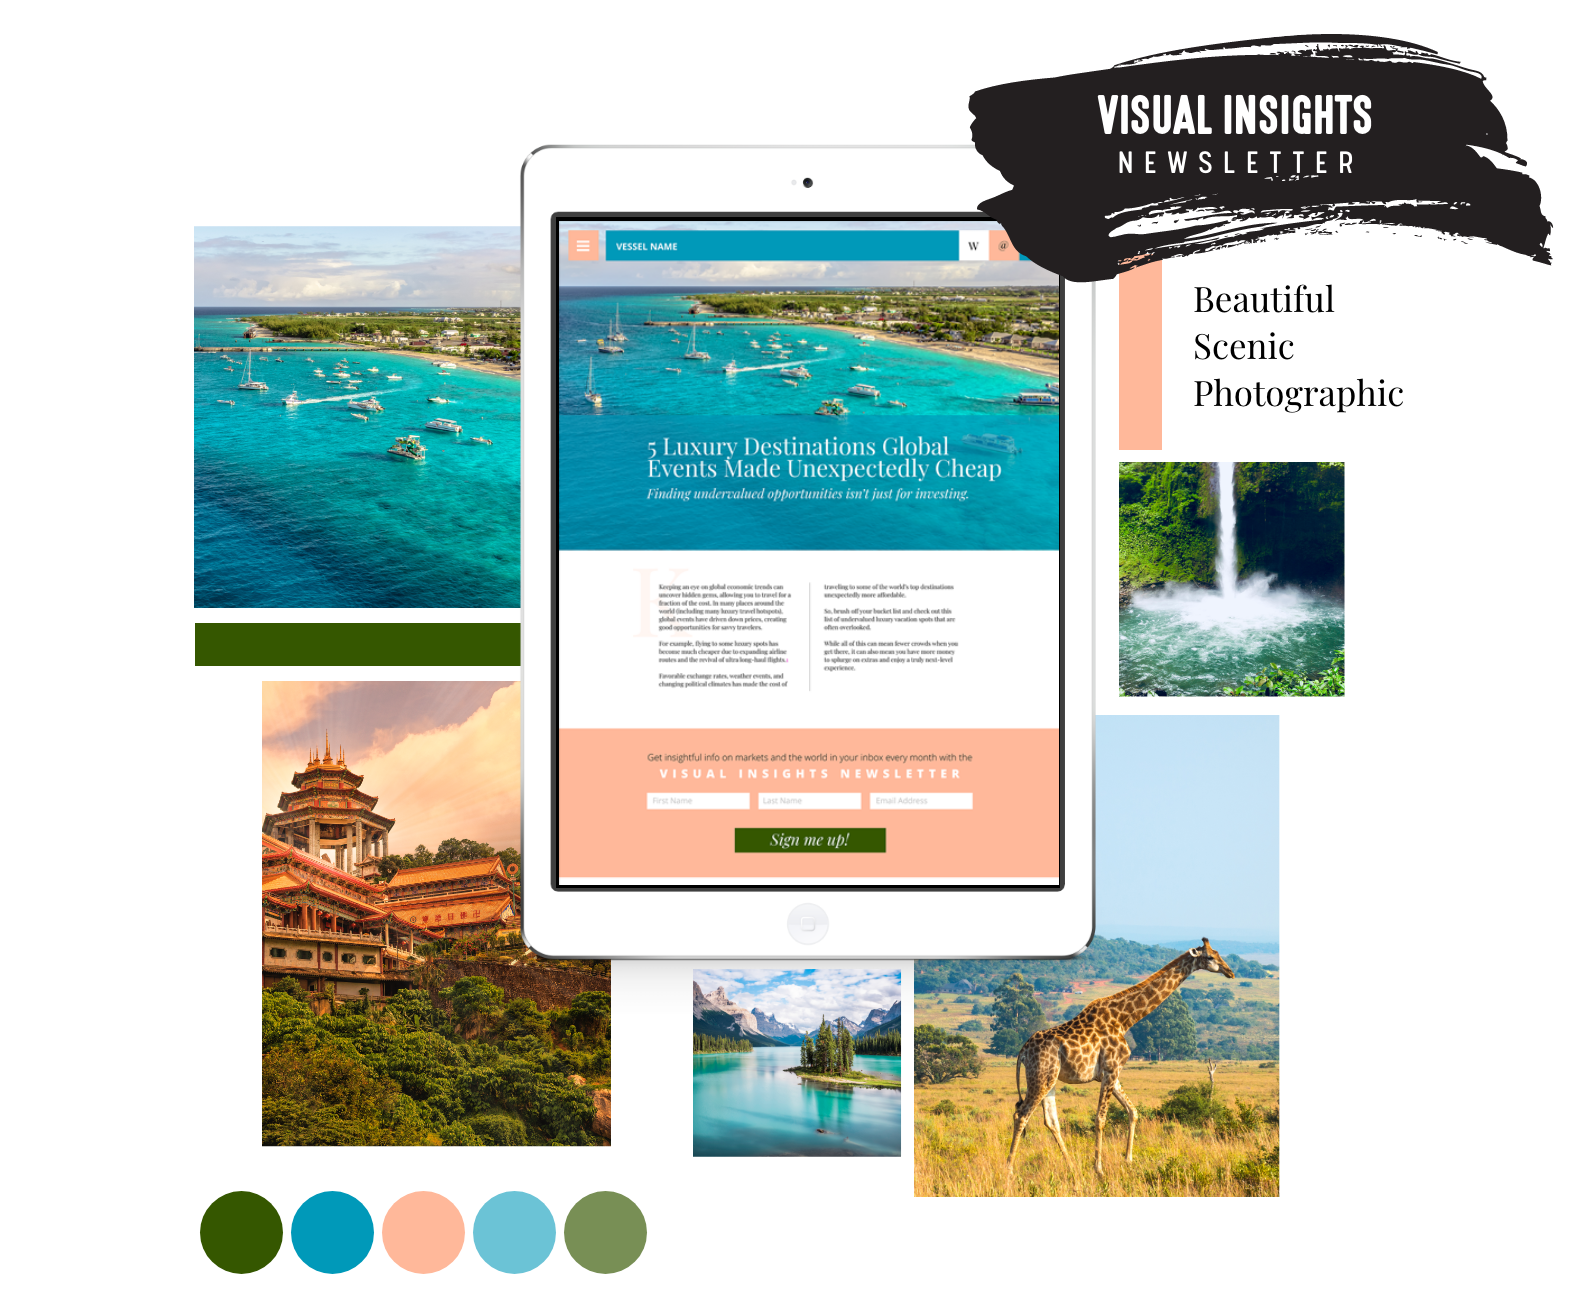 VISUAL INSIGHTS
NEWSLETTER
VESSEL NAME
W
@
Beautiful
Scenic
Photographic
5 Luxury Destinations Global
Events Made Unexpectedly Cheap
Finding undervalued opportunities isn't just for investing.
K
Keeping an eye on global economic trends can
uncover hidden gems, allowing you to travel for a
fraction of the cost. In many places around the
world (including many luxury travel hotspots),
global events have driven down prices, creating
good opportunities for savvy travelers.
For example, flying to some luxury spots has
become much cheaper due to expanding airline
routes and the revival of ultra long-haul flights.
Favorable exchange rates, weather events, and
changing political climates has made the cost of
traveling to some of the world's top destinations
unexpectedly more affordable.
So, brush off your bucket list and check out this
list of undervalued luxury vacation spots that are
often overlooked.
While all of this can mean fewer crowds when you
get there, it can also mean you have more money
to splurge on extras and enjoy a truly next-level
experience.
Get insightful info on markets and the world in your inbox every month with the
VISUAL INSIGHTS NEWSLETTER
First Name
Last Name
Email Address
Sign me up!